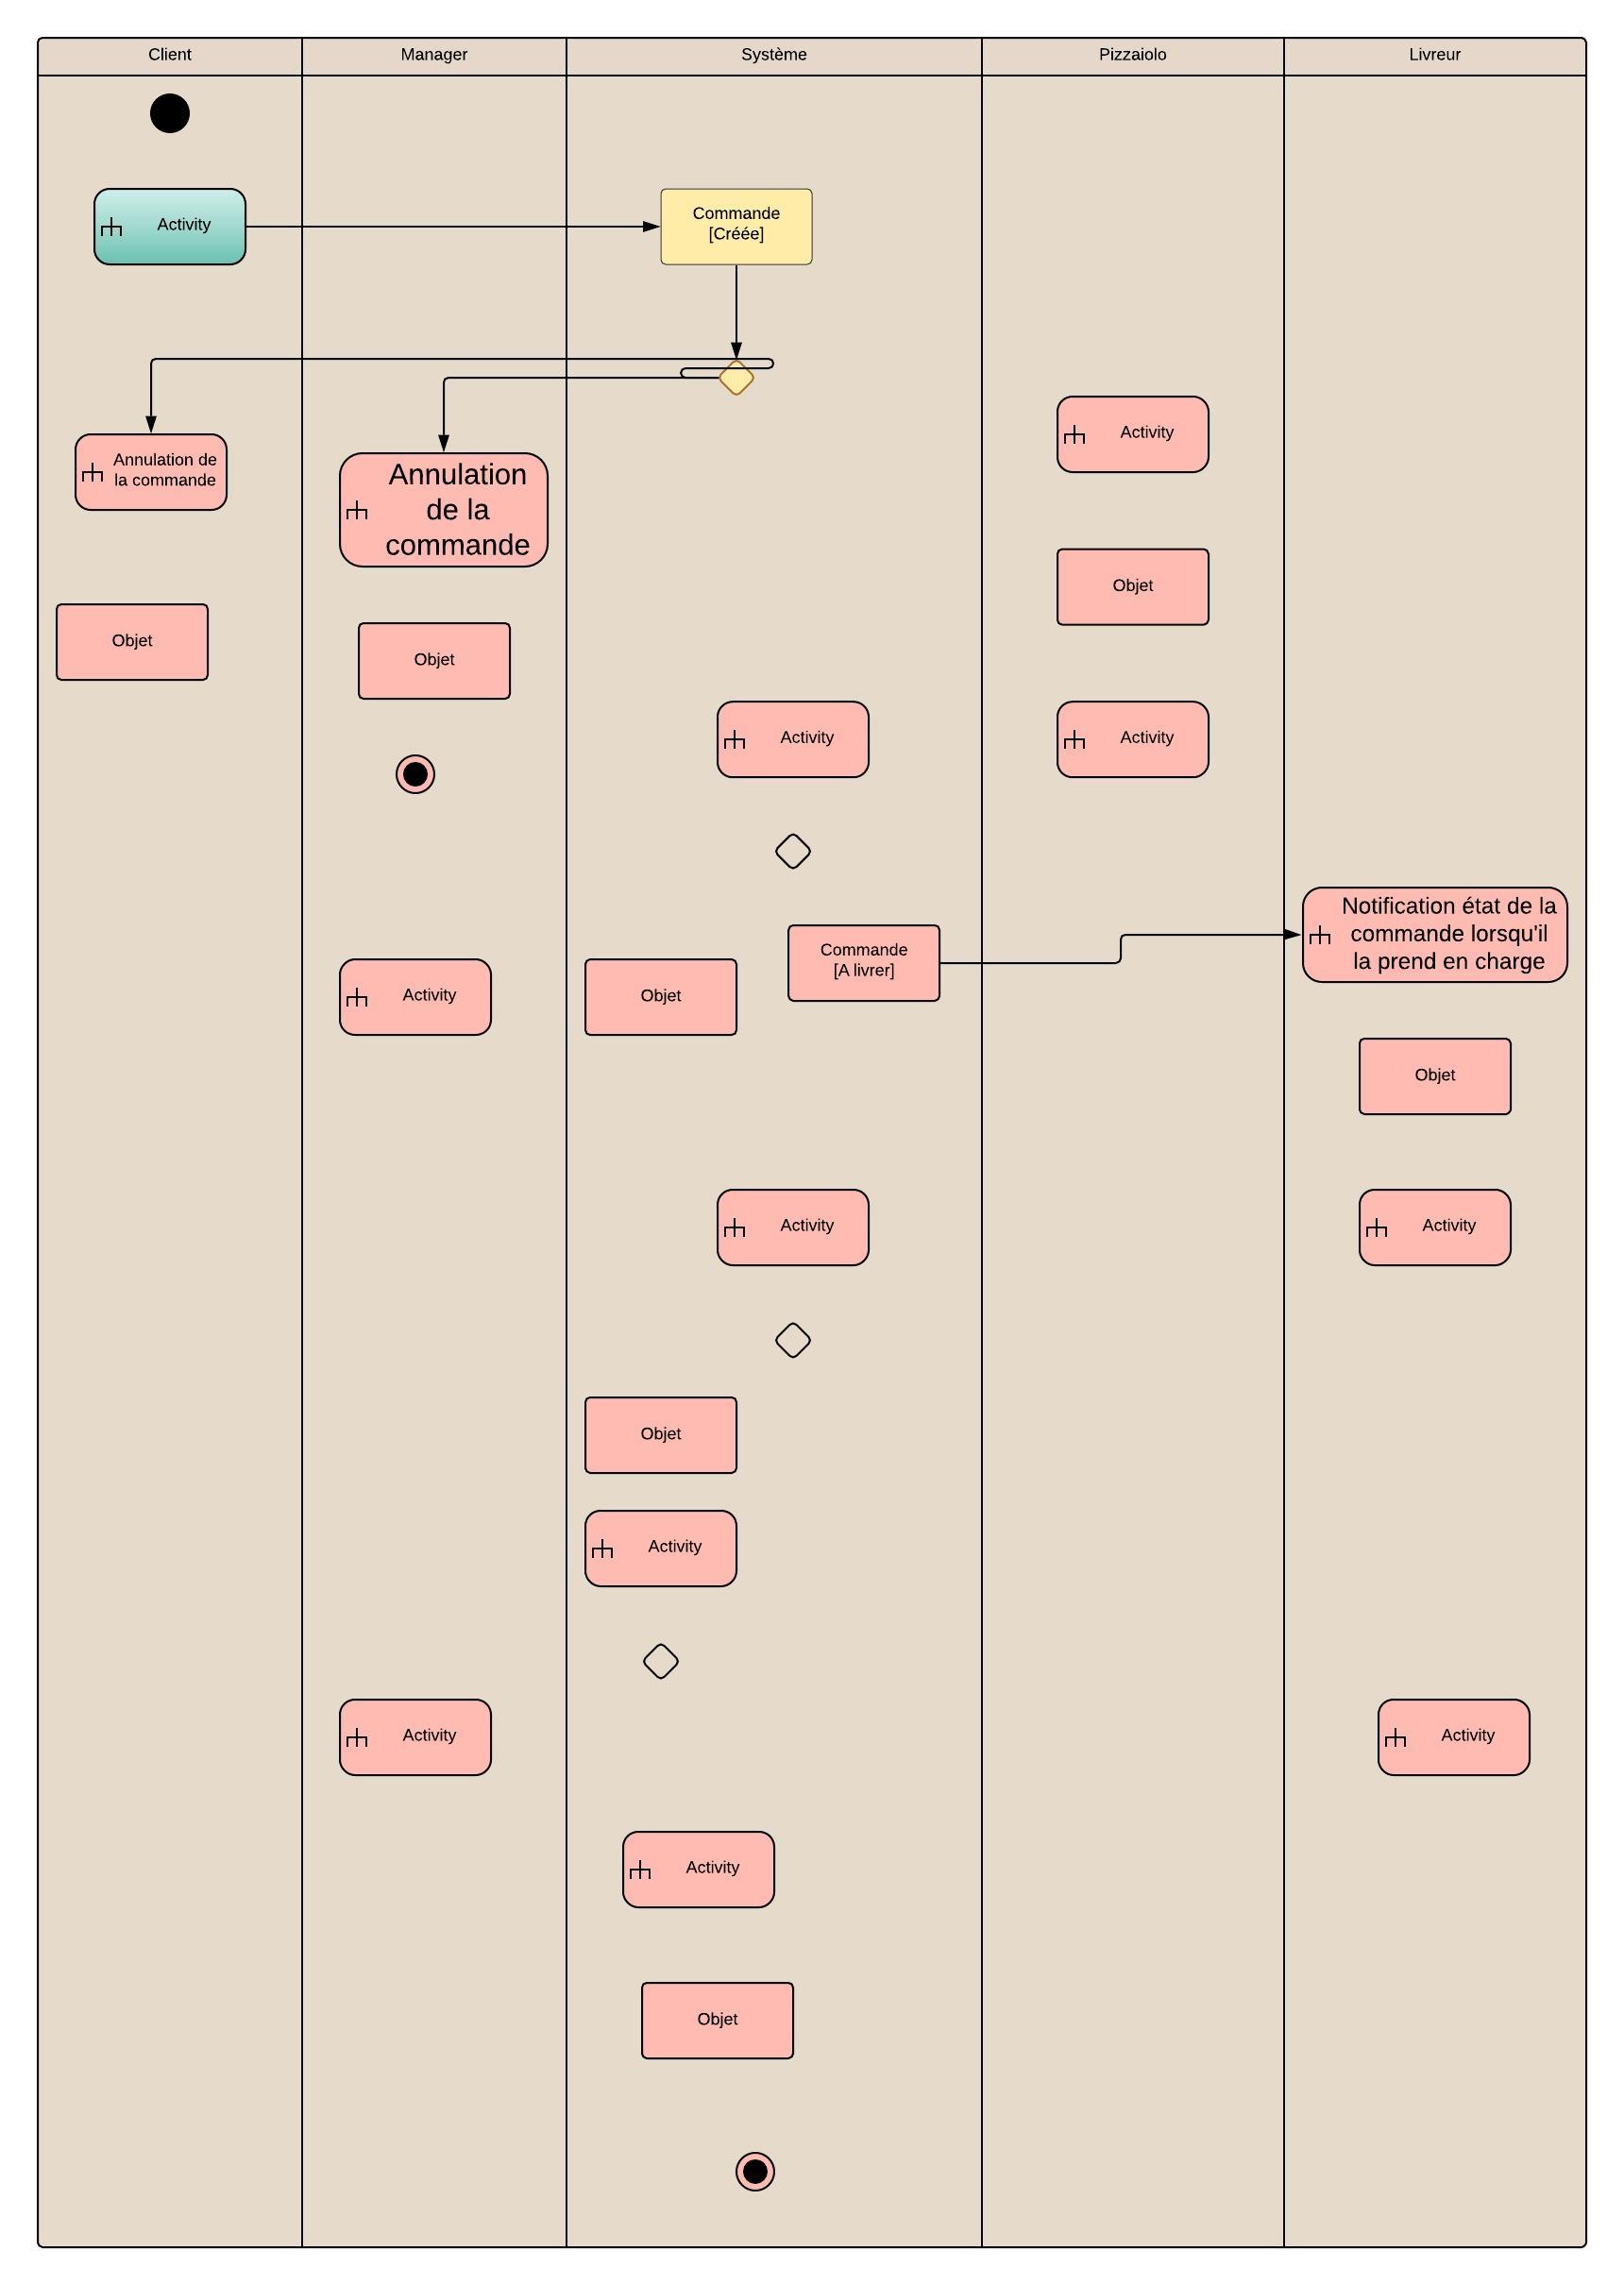 Client
Manager
Système
Pizzaiolo
Livreur
Activity
Commande
[Créée]
Activity
Annulation de
la commande
Annulation
de la
commande
Objet
Objet
Objet
Activity
Activity
Notification état de la
commande lorsqu'il
la prend en charge
Commande
[A livrer]
Activity
Objet
Objet
Activity
Activity
Objet
Activity
Activity
Activity
Activity
Objet